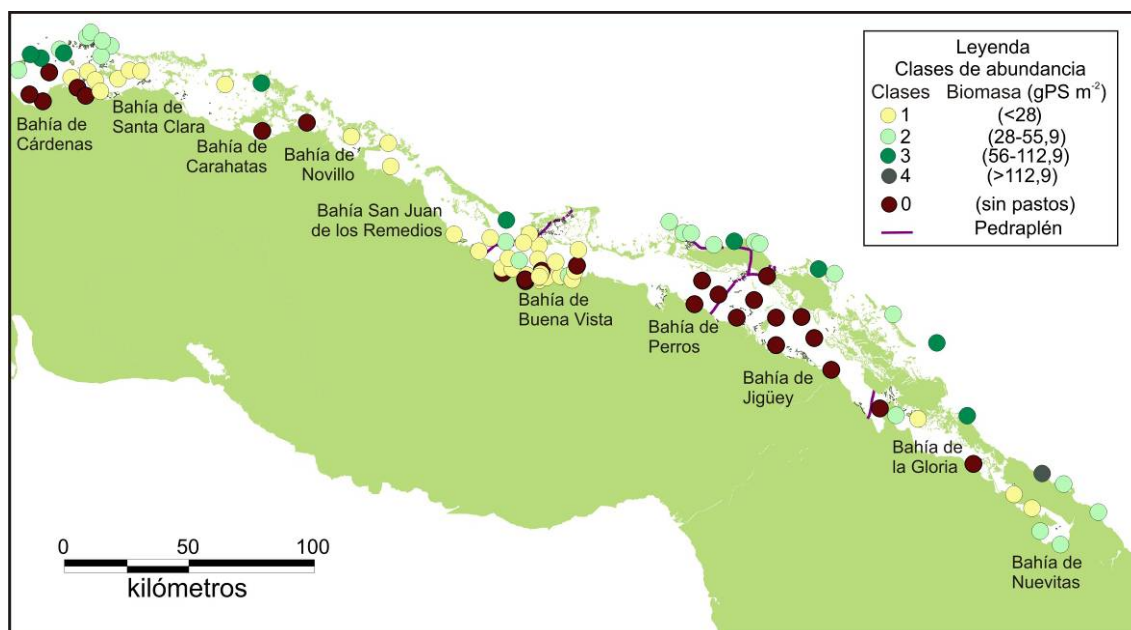 Leyenda
Clases de abundancia
Clases Biomasa (gPS m⁻²)
1 (<28)
2 (28-55,9)
3 (56-112,9)
4 (>112,9)
0 (sin pastos)
Pedraplén
Bahía de
Cárdenas
Bahía de
Santa Clara
Bahía de
Carahatas
Bahía de
Novillo
Bahía San Juan
de los Remedios
Bahía de
Buena Vista
Bahía de
Perros
Bahía de
Jigüey
Bahía de
la Gloria
Bahía de
Nuevitas
0 50 100
kilómetros